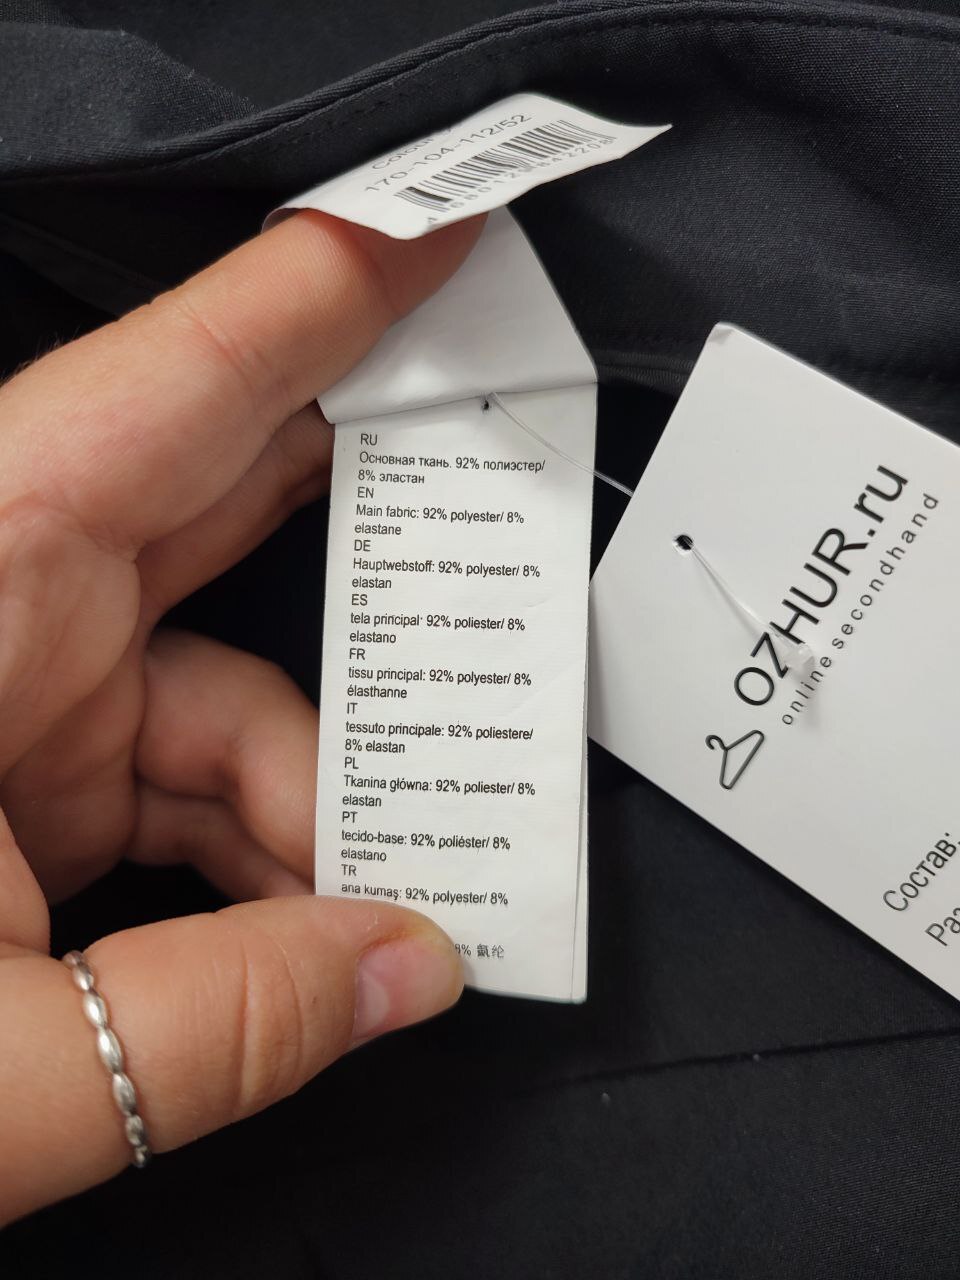 170-104-112/52
RU
Основная ткань. 92% полиэстер/
8% эластан
EN
Main fabric: 92% polyester/ 8%
elastane
DE
Hauptwebstoff: 92% polyester/ 8%
elastan
ES
tela principal: 92% poliester/ 8%
elastano
FR
tissu principal: 92% polyester/ 8%
élasthanne
IT
tessuto principale: 92% poliestere/
8% elastan
PL
Tkanina główna: 92% poliester/ 8%
elastan
PT
tecido-base: 92% poliéster/ 8%
elastano
TR
ana kumaş: 92% polyester/ 8%
8% 氨纶
OZHUR.ru
online secondhand
Состав: